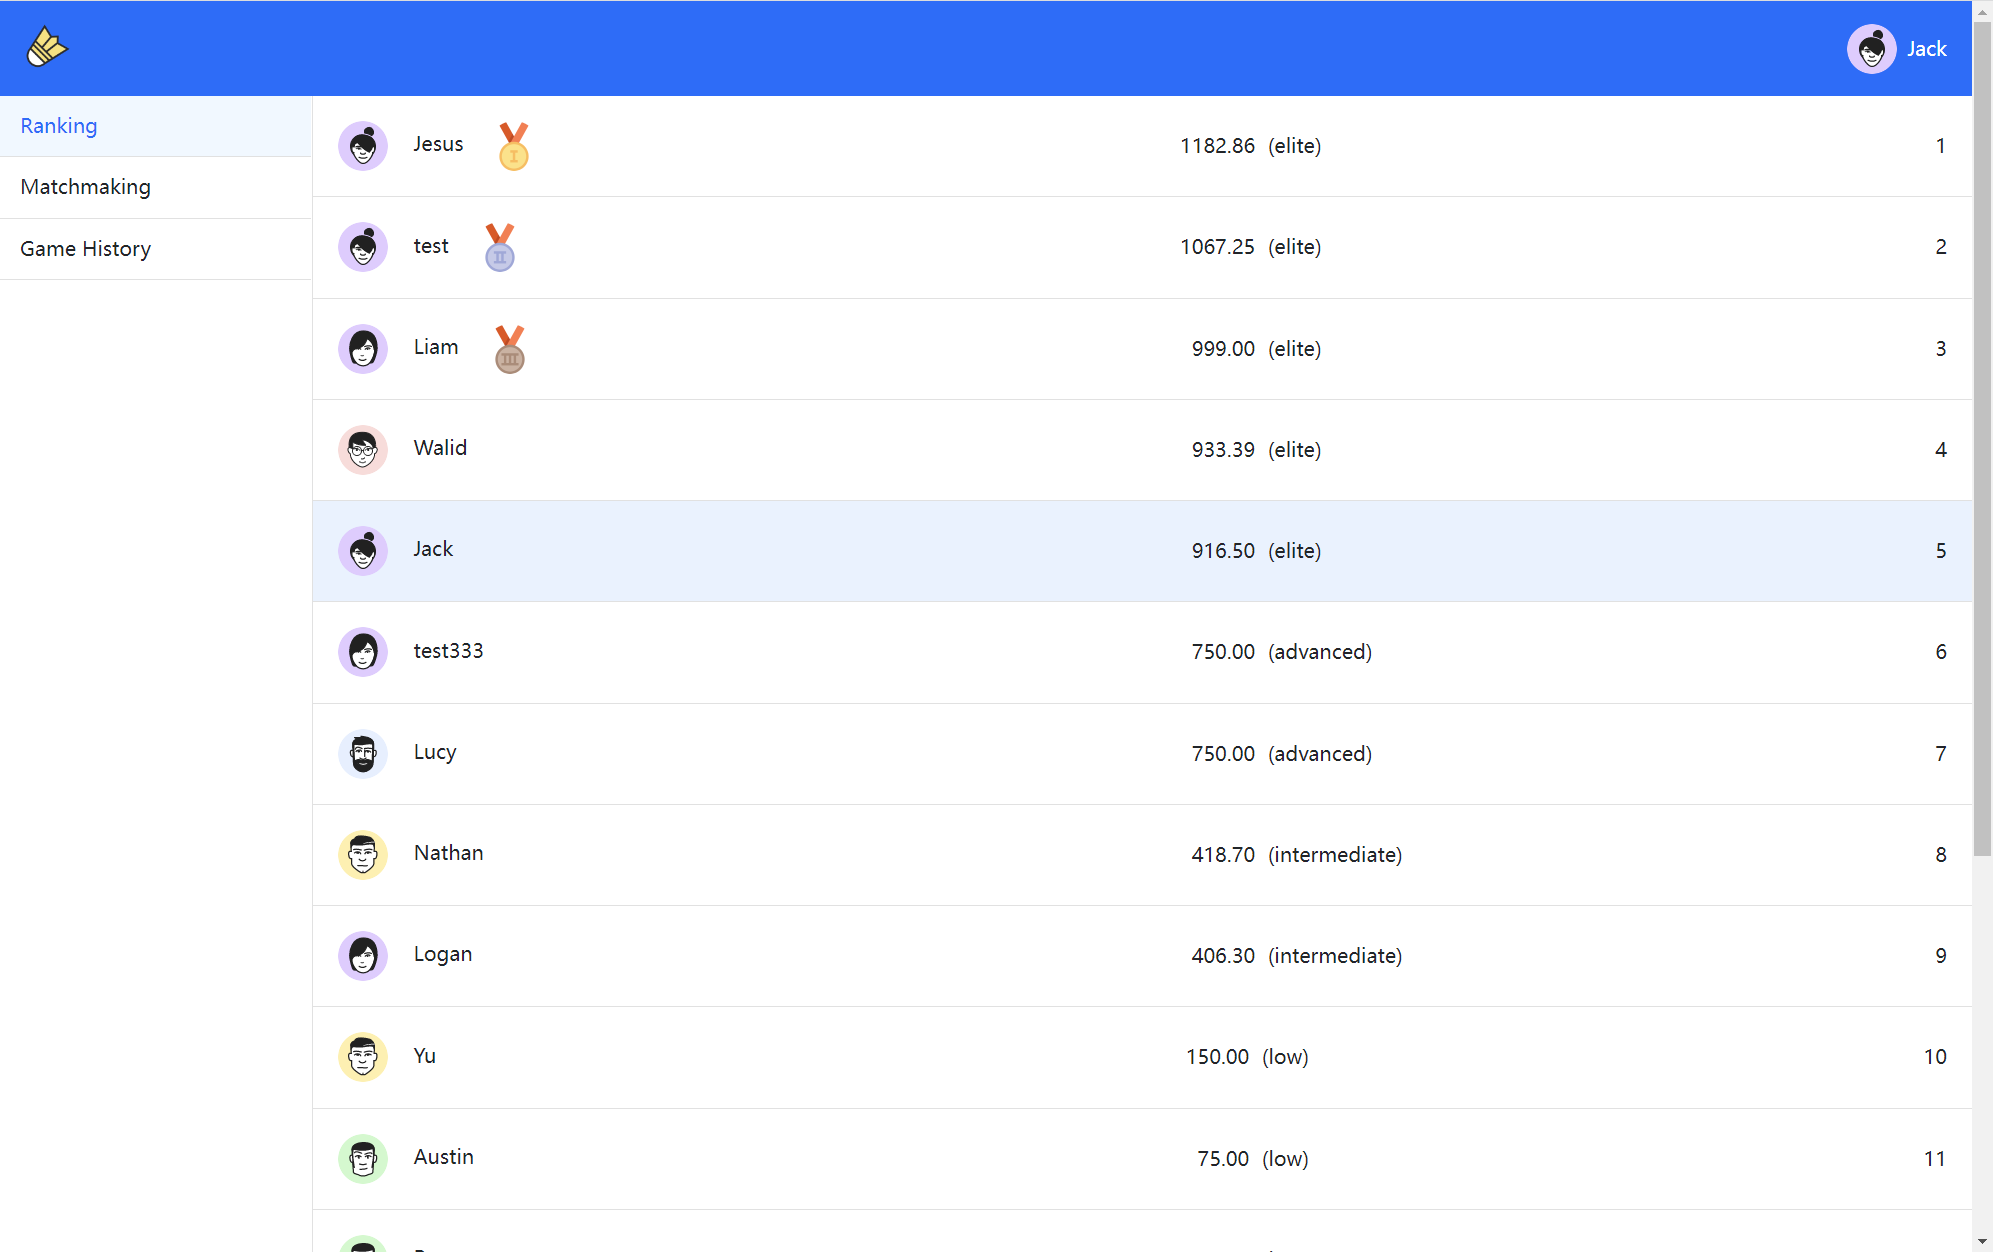 Jack
Ranking
Matchmaking
Game History
Jesus I 1182.86 (elite) 1
test II 1067.25 (elite) 2
Liam III 999.00 (elite) 3
Walid 933.39 (elite) 4
Jack 916.50 (elite) 5
test333 750.00 (advanced) 6
Lucy 750.00 (advanced) 7
Nathan 418.70 (intermediate) 8
Logan 406.30 (intermediate) 9
Yu 150.00 (low) 10
Austin 75.00 (low) 11